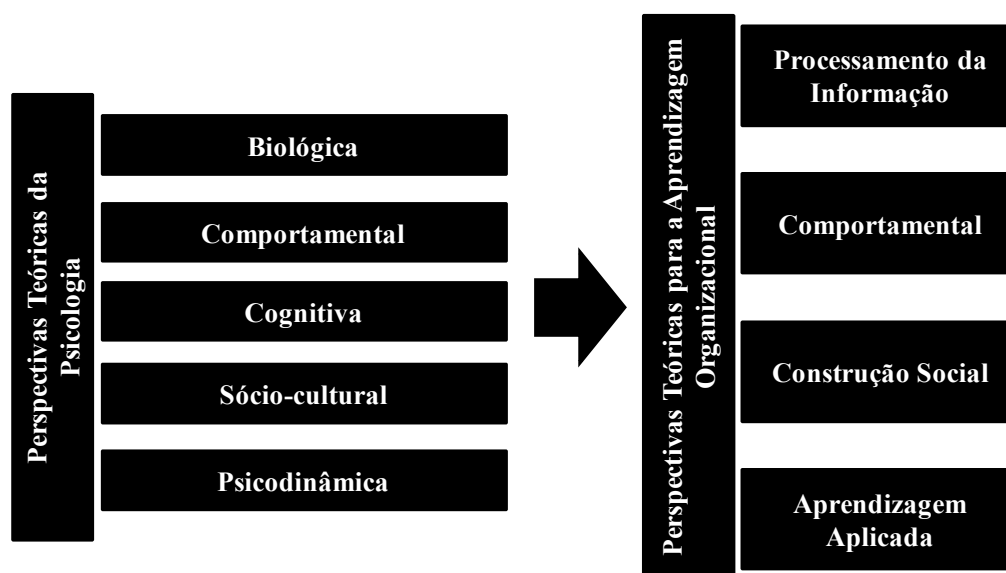 Perspectivas Teóricas da
Psicologia
Biológica
Comportamental
Cognitiva
Sócio-cultural
Psicodinâmica
Perspectivas Teóricas para a Aprendizagem
Organizacional
Processamento da
Informação
Comportamental
Construção Social
Aprendizagem
Aplicada